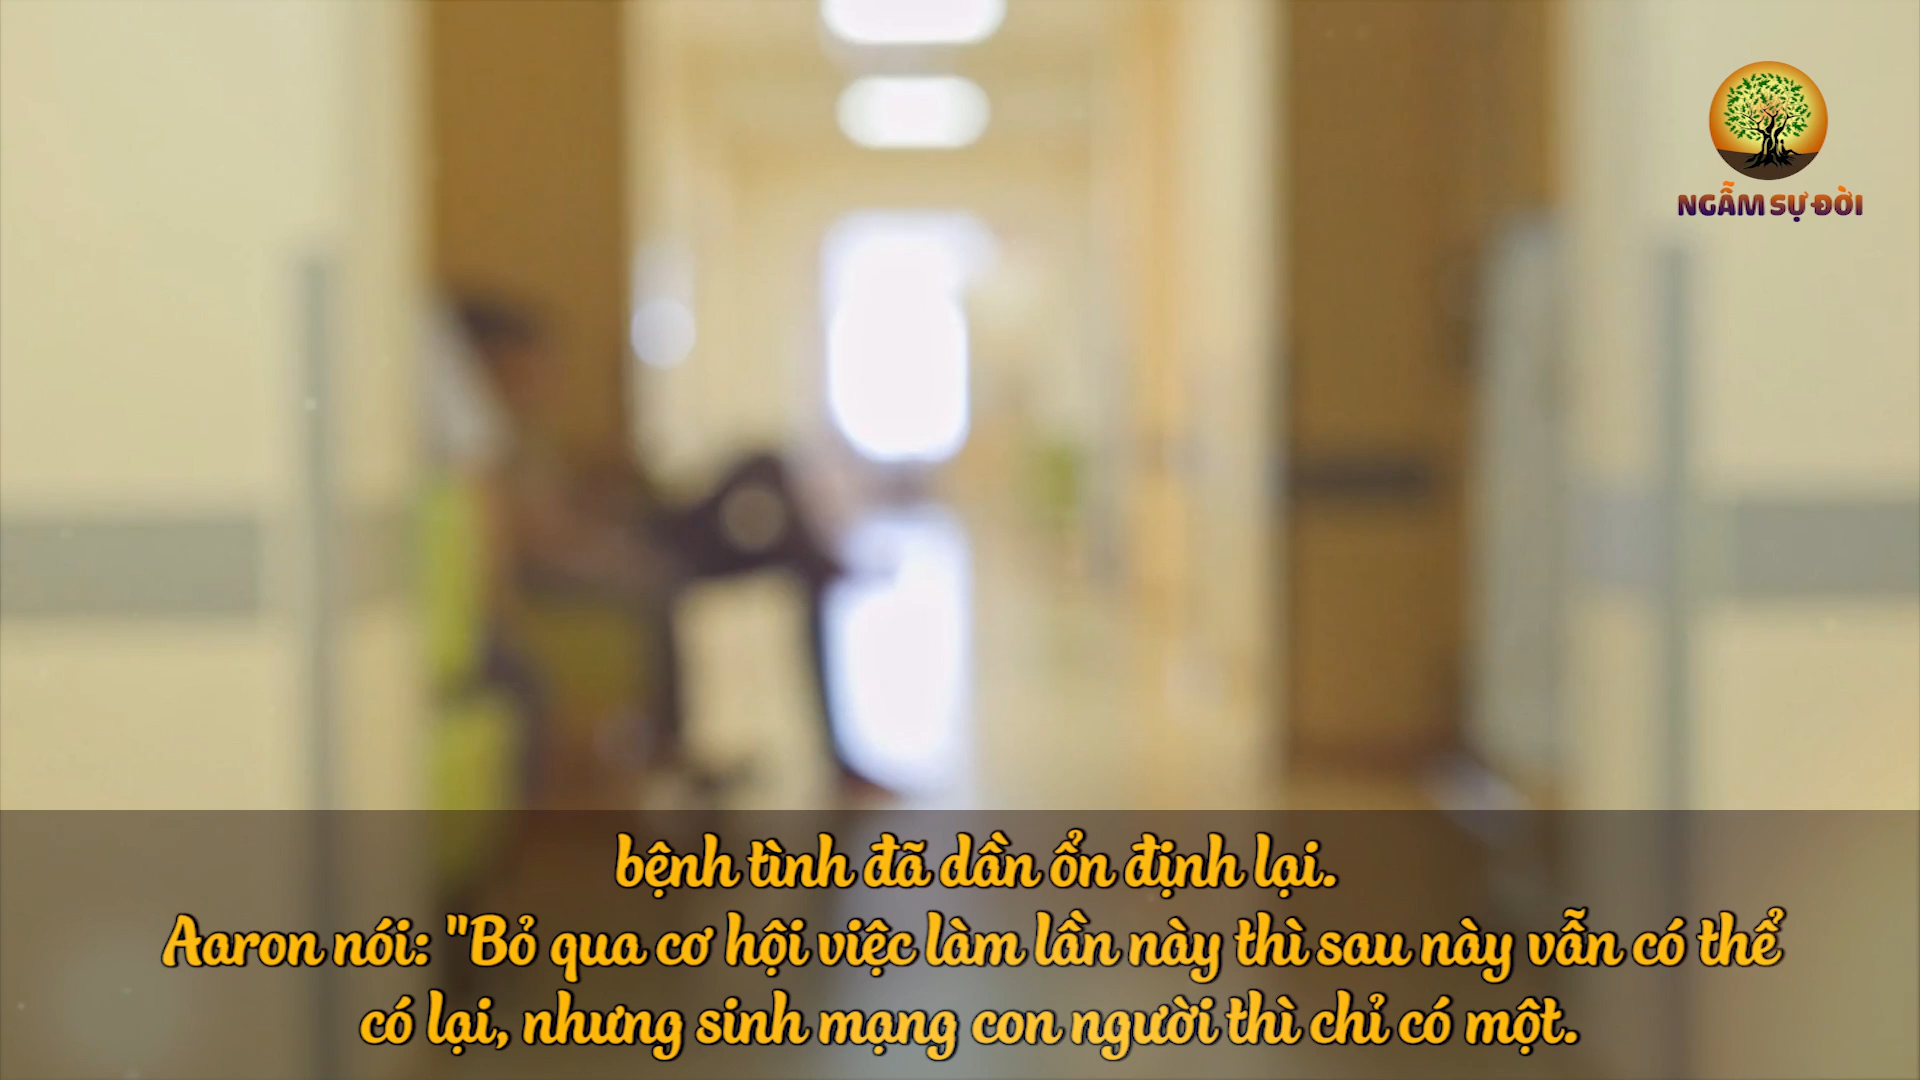 NGẪM SỰ ĐỜI
bệnh tình đã dần ổn định lại.
Aaron nói: "Bỏ qua cơ hội việc làm lần này thì sau này vẫn có thể
có lại, nhưng sinh mạng con người thì chỉ có một.